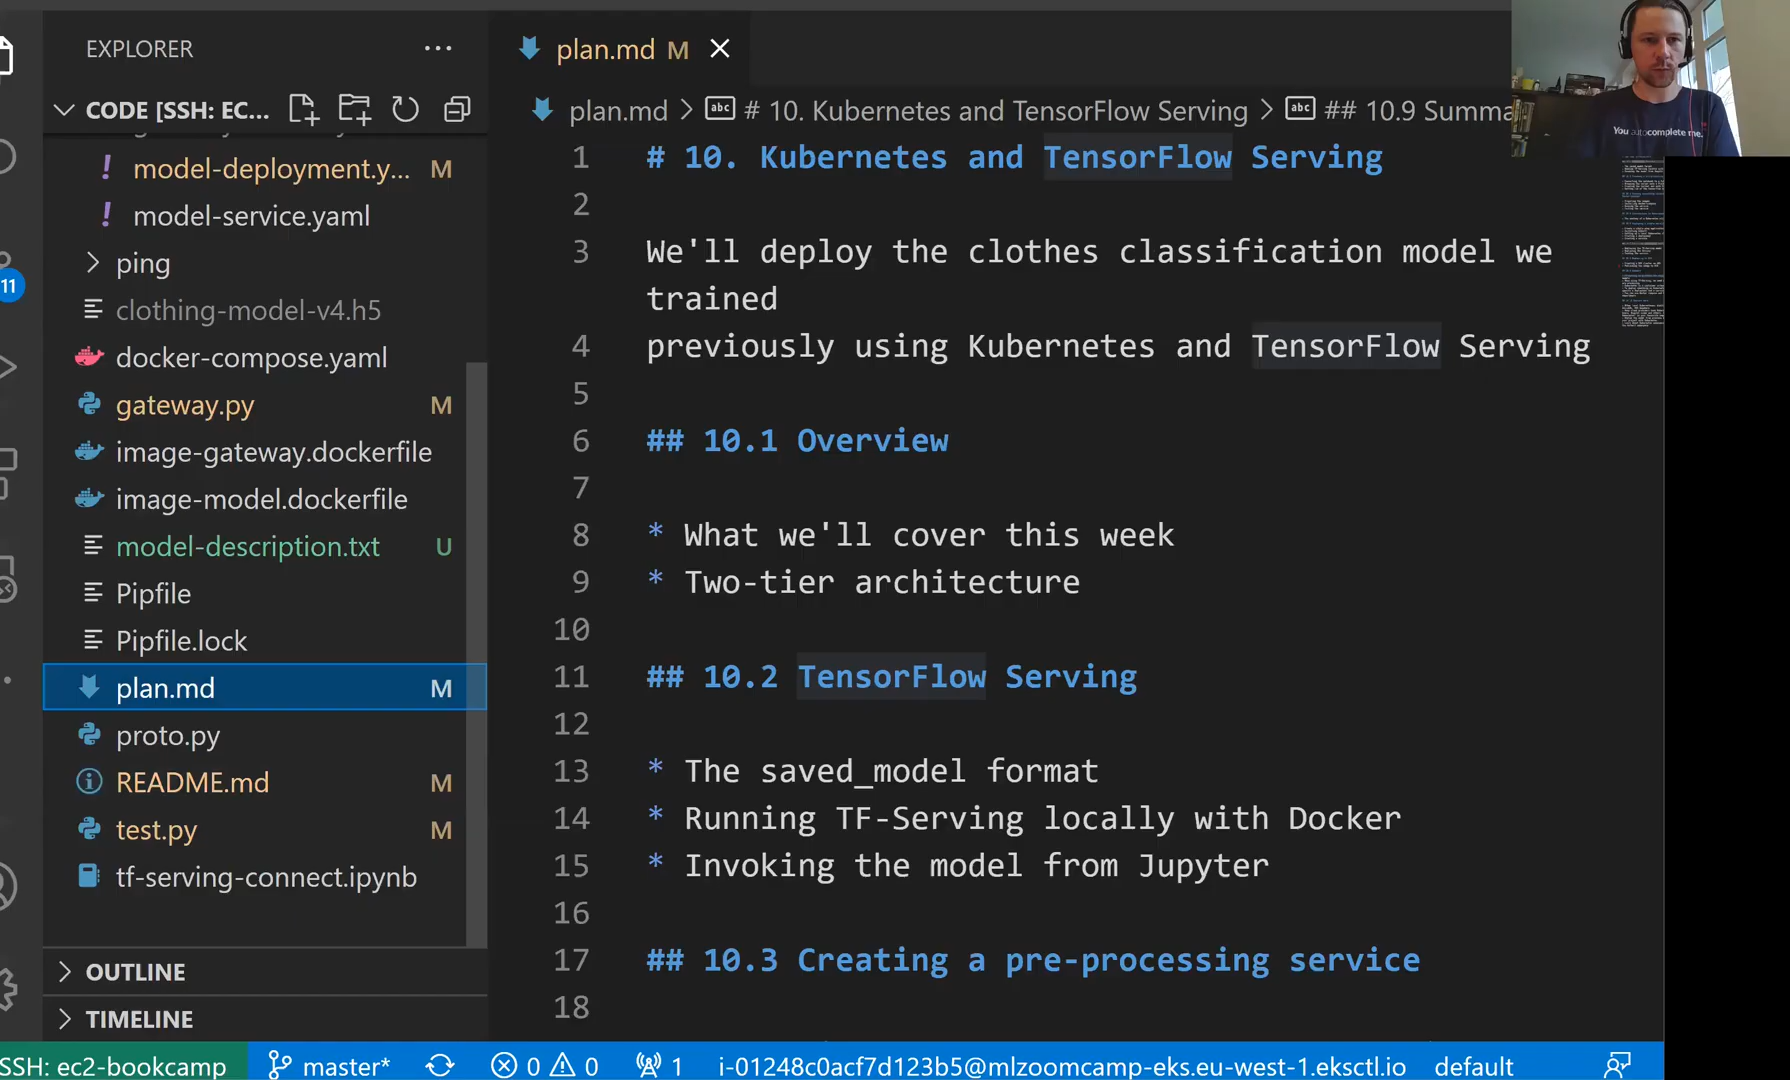 EXPLORER
plan.md M
CODE [SSH: EC...
plan.md > # 10. Kubernetes and TensorFlow Serving > ## 10.9 Summa
model-deployment.y... M
model-service.yaml
ping
clothing-model-v4.h5
docker-compose.yaml
gateway.py M
image-gateway.dockerfile
image-model.dockerfile
model-description.txt U
Pipfile
Pipfile.lock
plan.md M
proto.py
README.md M
test.py M
tf-serving-connect.ipynb
OUTLINE
TIMELINE
11
1 # 10. Kubernetes and TensorFlow Serving
2
3 We'll deploy the clothes classification model we
trained
4 previously using Kubernetes and TensorFlow Serving
5
6 ## 10.1 Overview
7
8 * What we'll cover this week
9 * Two-tier architecture
10
11 ## 10.2 TensorFlow Serving
12
13 * The saved_model format
14 * Running TF-Serving locally with Docker
15 * Invoking the model from Jupyter
16
17 ## 10.3 Creating a pre-processing service
18
You autocomplete me.
SSH: ec2-bookcamp master* 0 0 1 i-01248c0acf7d123b5@mlzoomcamp-eks.eu-west-1.eksctl.io default